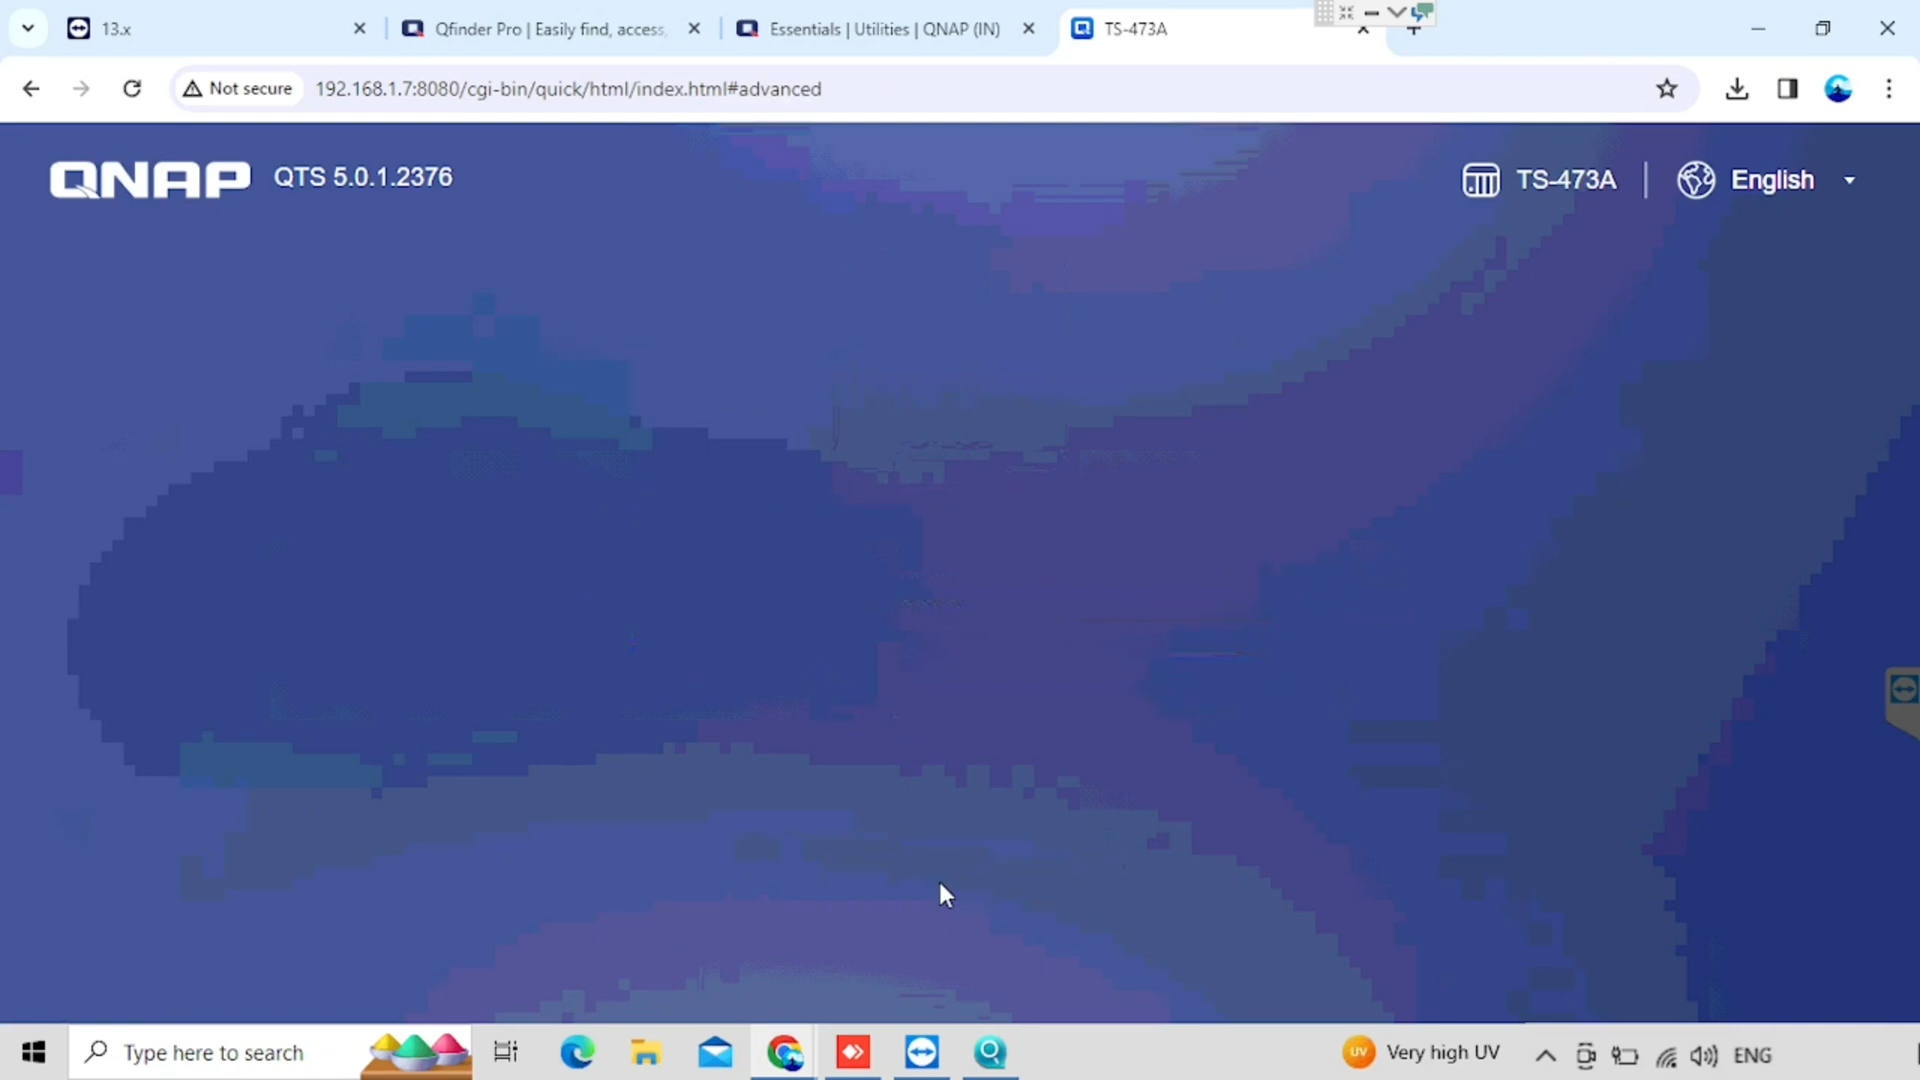 13.x
Qfinder Pro | Easily find, access,
Essentials | Utilities | QNAP (IN)
TS-473A
Not secure
192.168.1.7:8080/cgi-bin/quick/html/index.html#advanced
QNAP
QTS 5.0.1.2376
TS-473A
English
Type here to search
UV
Very high UV
ENG